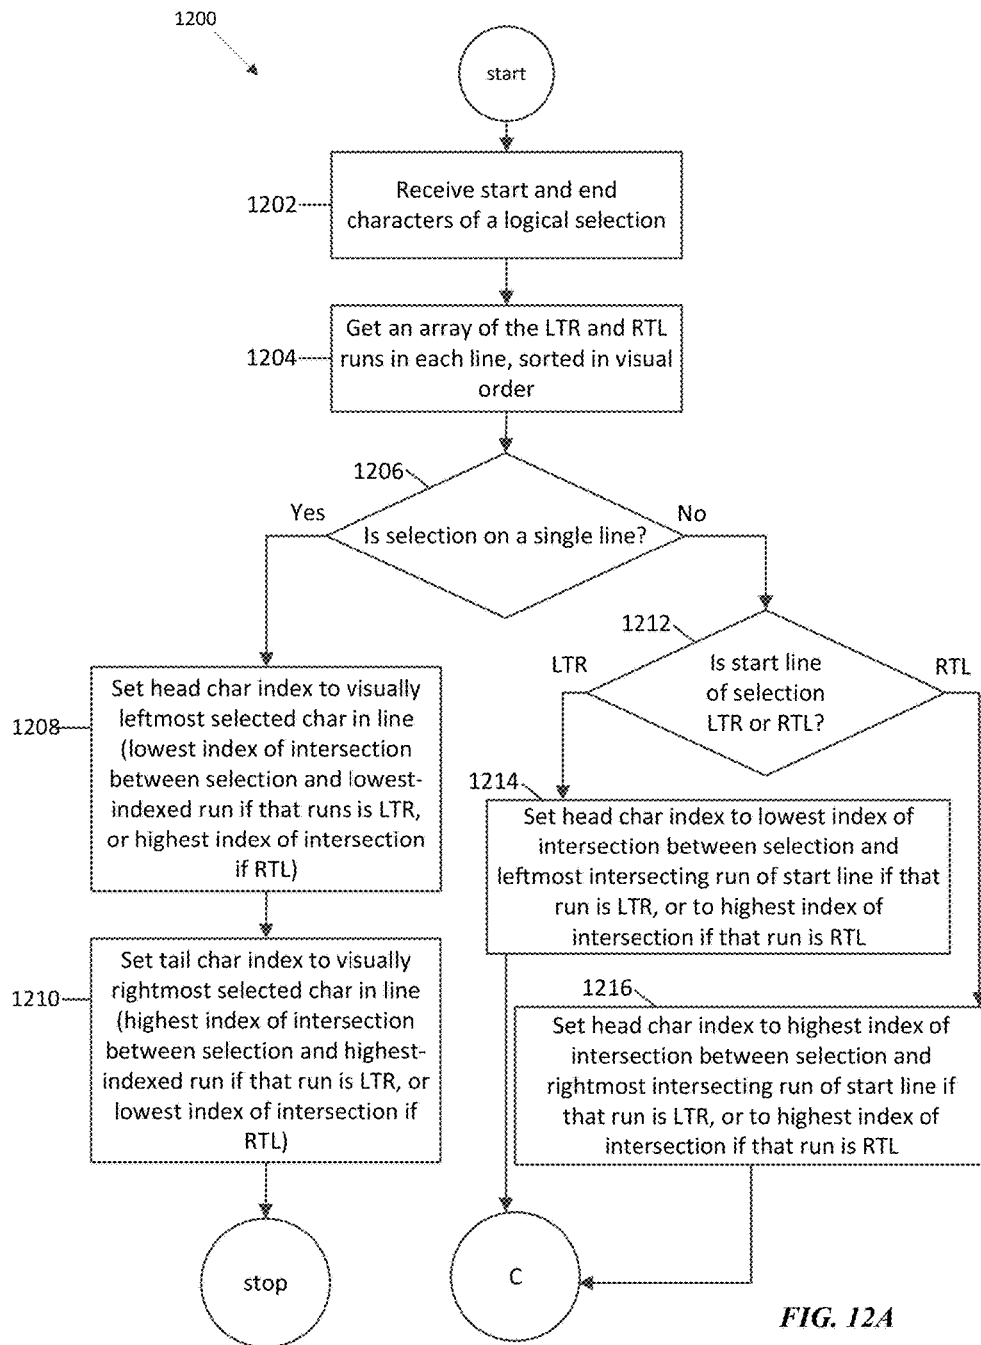 1200
start
1202
Receive start and end
characters of a logical selection
1204
Get an array of the LTR and RTL
runs in each line, sorted in visual
order
1206
Yes
No
Is selection on a single line?
1212
LTR
RTL
Is start line
of selection
LTR or RTL?
1208
Set head char index to visually
leftmost selected char in line
(lowest index of intersection
between selection and lowest-
indexed run if that runs is LTR,
or highest index of intersection
if RTL)
1214
Set head char index to lowest index of
intersection between selection and
leftmost intersecting run of start line if that
run is LTR, or to highest index of
intersection if that run is RTL
1210
Set tail char index to visually
rightmost selected char in line
(highest index of intersection
between selection and highest-
indexed run if that run is LTR, or
lowest index of intersection if
RTL)
1216
Set head char index to highest index of
intersection between selection and
rightmost intersecting run of start line if
that run is LTR, or to highest index of
intersection if that run is RTL
stop
C
FIG. 12A